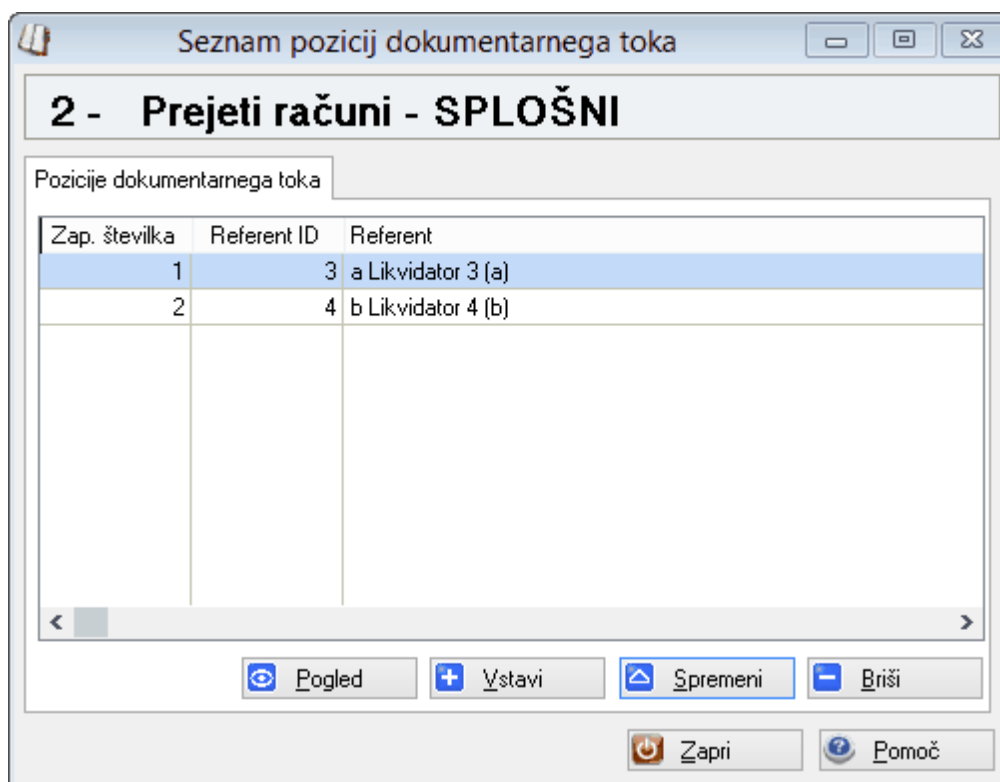 Seznam pozicij dokumentarnega toka
2 - Prejeti računi - SPLOŠNI
Pozicije dokumentarnega toka
Zap. številka Referent ID Referent
1 3 a Likvidator 3 (a)
2 4 b Likvidator 4 (b)
Pogled Vstavi Spremeni Briši
Zapri Pomoč